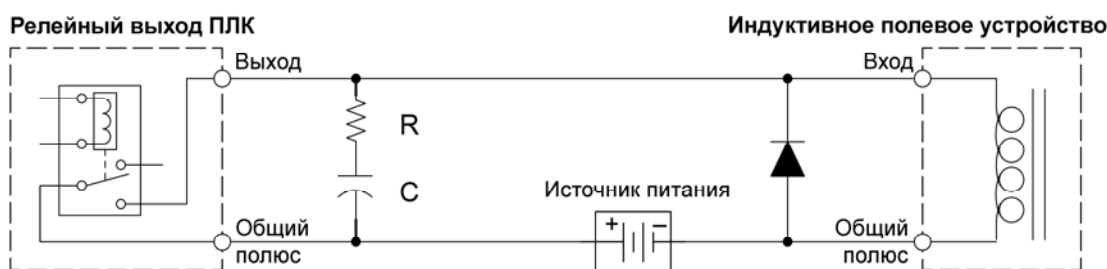 Релейный выход ПЛК
Индуктивное полевое устройство
Выход
Вход
R
C
Источник питания
+ −
Общий
полюс
Общий
полюс